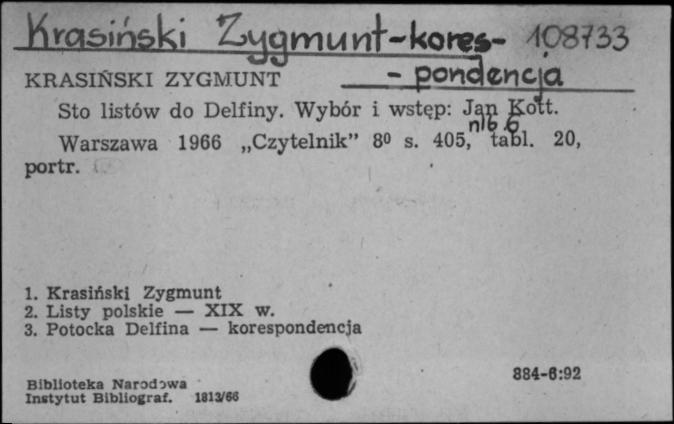 Krasiński Zygmunt-kores- 108733
KRASIŃSKI ZYGMUNT - pondencja
Sto listów do Delfiny. Wybór i wstęp: Jan Kott.
nlb 6
Warszawa 1966 „Czytelnik” 8⁰ s. 405, tabl. 20,
portr.
1. Krasiński Zygmunt
2. Listy polskie — XIX w.
3. Potocka Delfina — korespondencja
884-6:92
Biblioteka Narodowa
Instytut Bibliograf. 1813/66